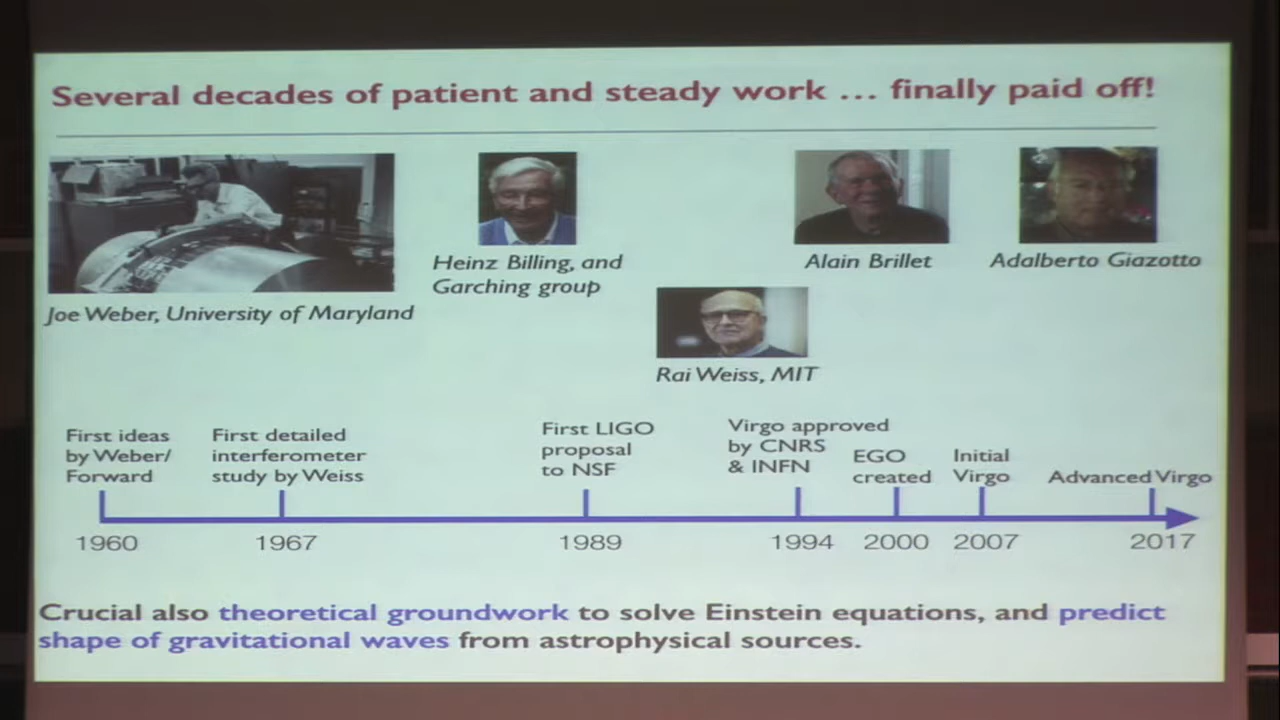 Several decades of patient and steady work ... finally paid off!
Joe Weber, University of Maryland
Heinz Billing, and
Garching group
Rai Weiss, MIT
Alain Brillet
Adalberto Giazotto
First ideas
by Weber/
Forward
First detailed
interferometer
study by Weiss
First LIGO
proposal
to NSF
Virgo approved
by CNRS
& INFN
EGO
created
Initial
Virgo
Advanced Virgo
1960
1967
1989
1994
2000
2007
2017
Crucial also theoretical groundwork to solve Einstein equations, and predict
shape of gravitational waves from astrophysical sources.